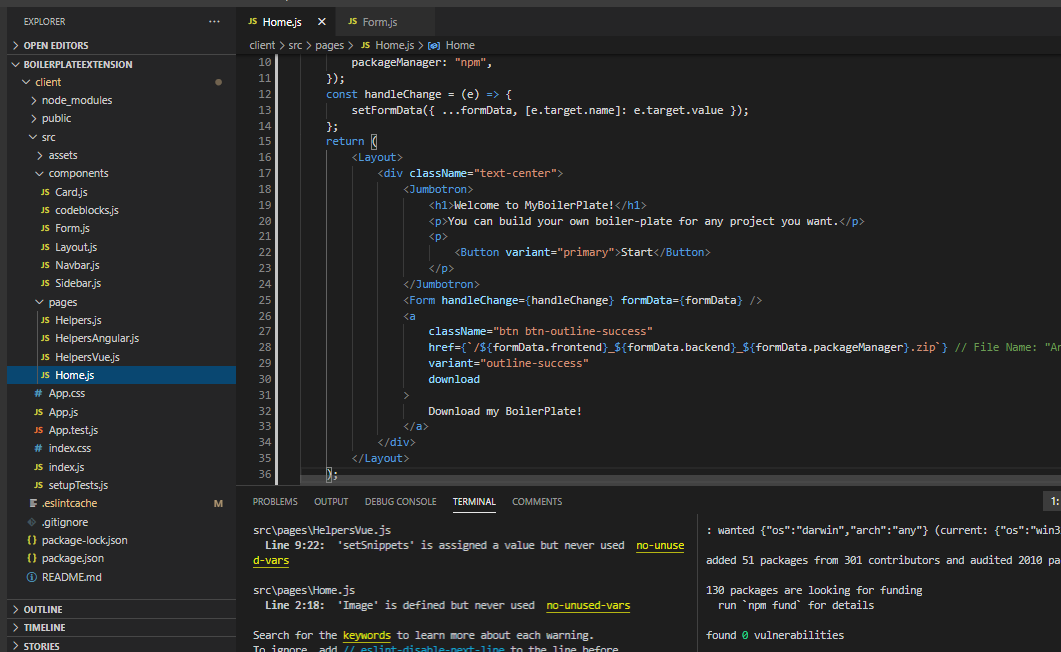 EXPLORER
···
OPEN EDITORS
BOILERPLATEEXTENSION
client
node_modules
public
src
assets
components
JS Card.js
JS codeblocks.js
JS Form.js
JS Layout.js
JS Navbar.js
JS Sidebar.js
pages
JS Helpers.js
JS HelpersAngular.js
JS HelpersVue.js
JS Home.js
# App.css
JS App.js
JS App.test.js
# index.css
JS index.js
JS setupTests.js
.eslintcache M
.gitignore
{} package-lock.json
{} package.json
README.md
OUTLINE
TIMELINE
STORIES
JS Home.js ×
JS Form.js
client > src > pages > JS Home.js > Home
10 packageManager: "npm",
11 });
12 const handleChange = (e) => {
13 setFormData({ ...formData, [e.target.name]: e.target.value });
14 };
15 return (
16 <Layout>
17 <div className="text-center">
18 <Jumbotron>
19 <h1>Welcome to MyBoilerPlate!</h1>
20 <p>You can build your own boiler-plate for any project you want.</p>
21 <p>
22 <Button variant="primary">Start</Button>
23 </p>
24 </Jumbotron>
25 <Form handleChange={handleChange} formData={formData} />
26 <a
27 className="btn btn-outline-success"
28 href={`/${formData.frontend}_${formData.backend}_${formData.packageManager}.zip`} // File Name: "An
29 variant="outline-success"
30 download
31 >
32 Download my BoilerPlate!
33 </a>
34 </div>
35 </Layout>
36 );
PROBLEMS OUTPUT DEBUG CONSOLE TERMINAL COMMENTS
1:
src\pages\HelpersVue.js
Line 9:22: 'setSnippets' is assigned a value but never used no-unuse
d-vars
src\pages\Home.js
Line 2:18: 'Image' is defined but never used no-unused-vars
Search for the keywords to learn more about each warning.
To ignore, add // eslint-disable-next-line to the line before
: wanted {"os":"darwin","arch":"any"} (current: {"os":"win3
added 51 packages from 301 contributors and audited 2010 pa
130 packages are looking for funding
run `npm fund` for details
found 0 vulnerabilities